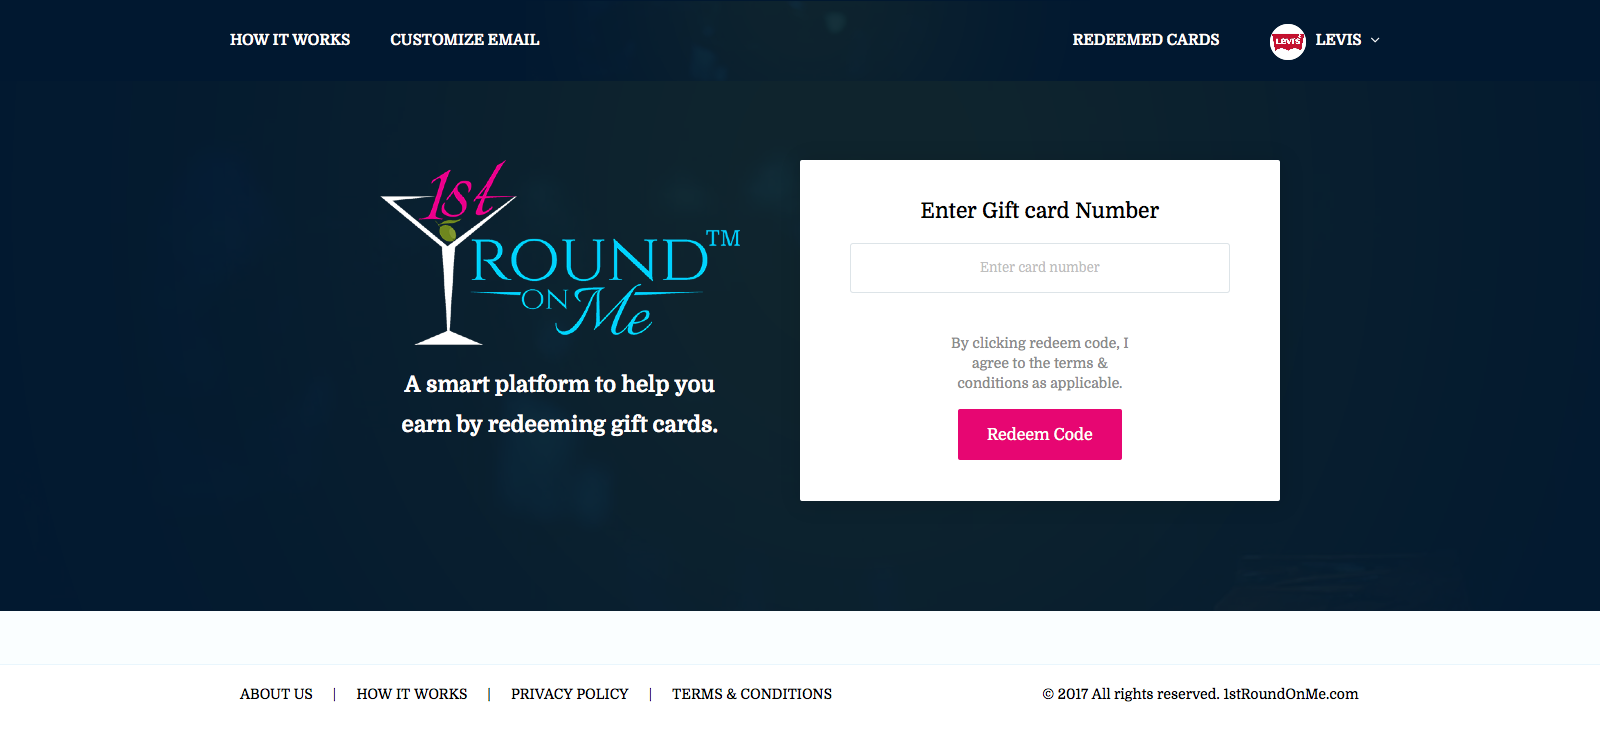 HOW IT WORKS CUSTOMIZE EMAIL REDEEMED CARDS LEVI'S LEVIS
1st
ROUND™
ON Me
A smart platform to help you
earn by redeeming gift cards.
Enter Gift card Number
Enter card number
By clicking redeem code, I
agree to the terms &
conditions as applicable.
Redeem Code
ABOUT US | HOW IT WORKS | PRIVACY POLICY | TERMS & CONDITIONS © 2017 All rights reserved. 1stRoundOnMe.com